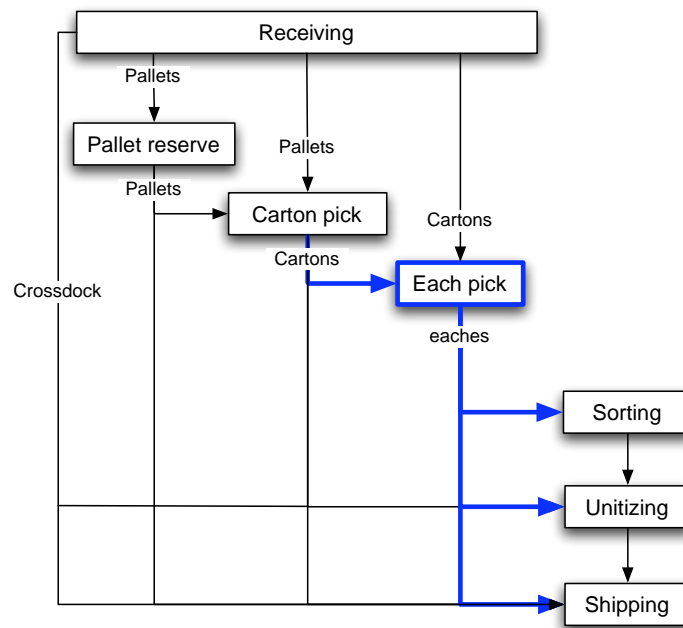 Receiving
Pallets
Pallet reserve
Pallets
Pallets
Carton pick
Cartons
Cartons
Crossdock
Each pick
eaches
Sorting
Unitizing
Shipping